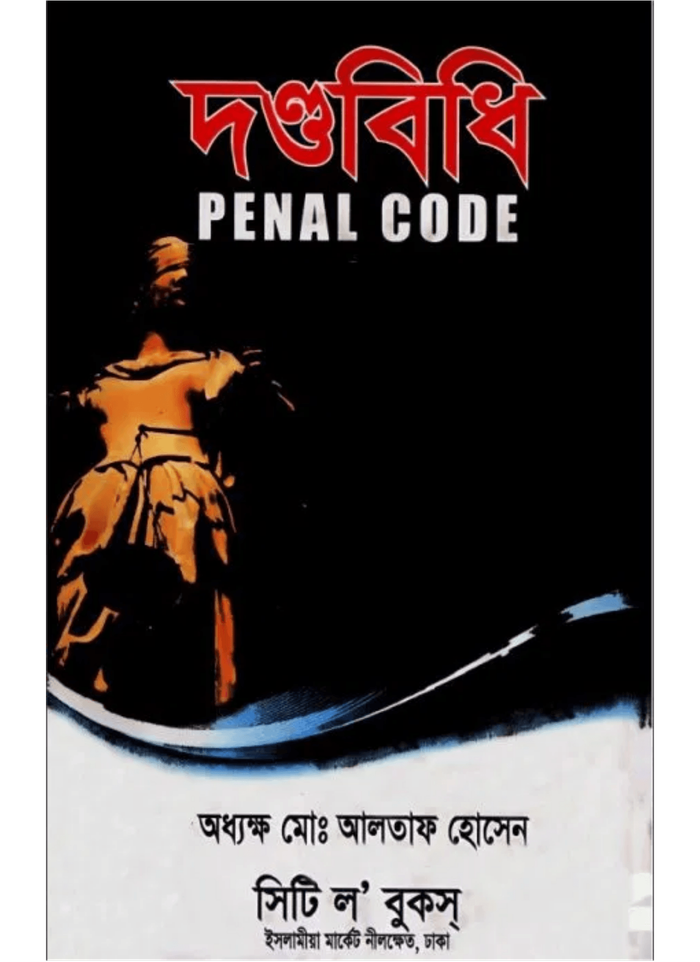 দণ্ডবিধি
PENAL CODE
অধ্যক্ষ মোঃ আলতাফ হোসেন
সিটি ল' বুকস্
ইসলামীয়া মার্কেট নীলক্ষেত, ঢাকা